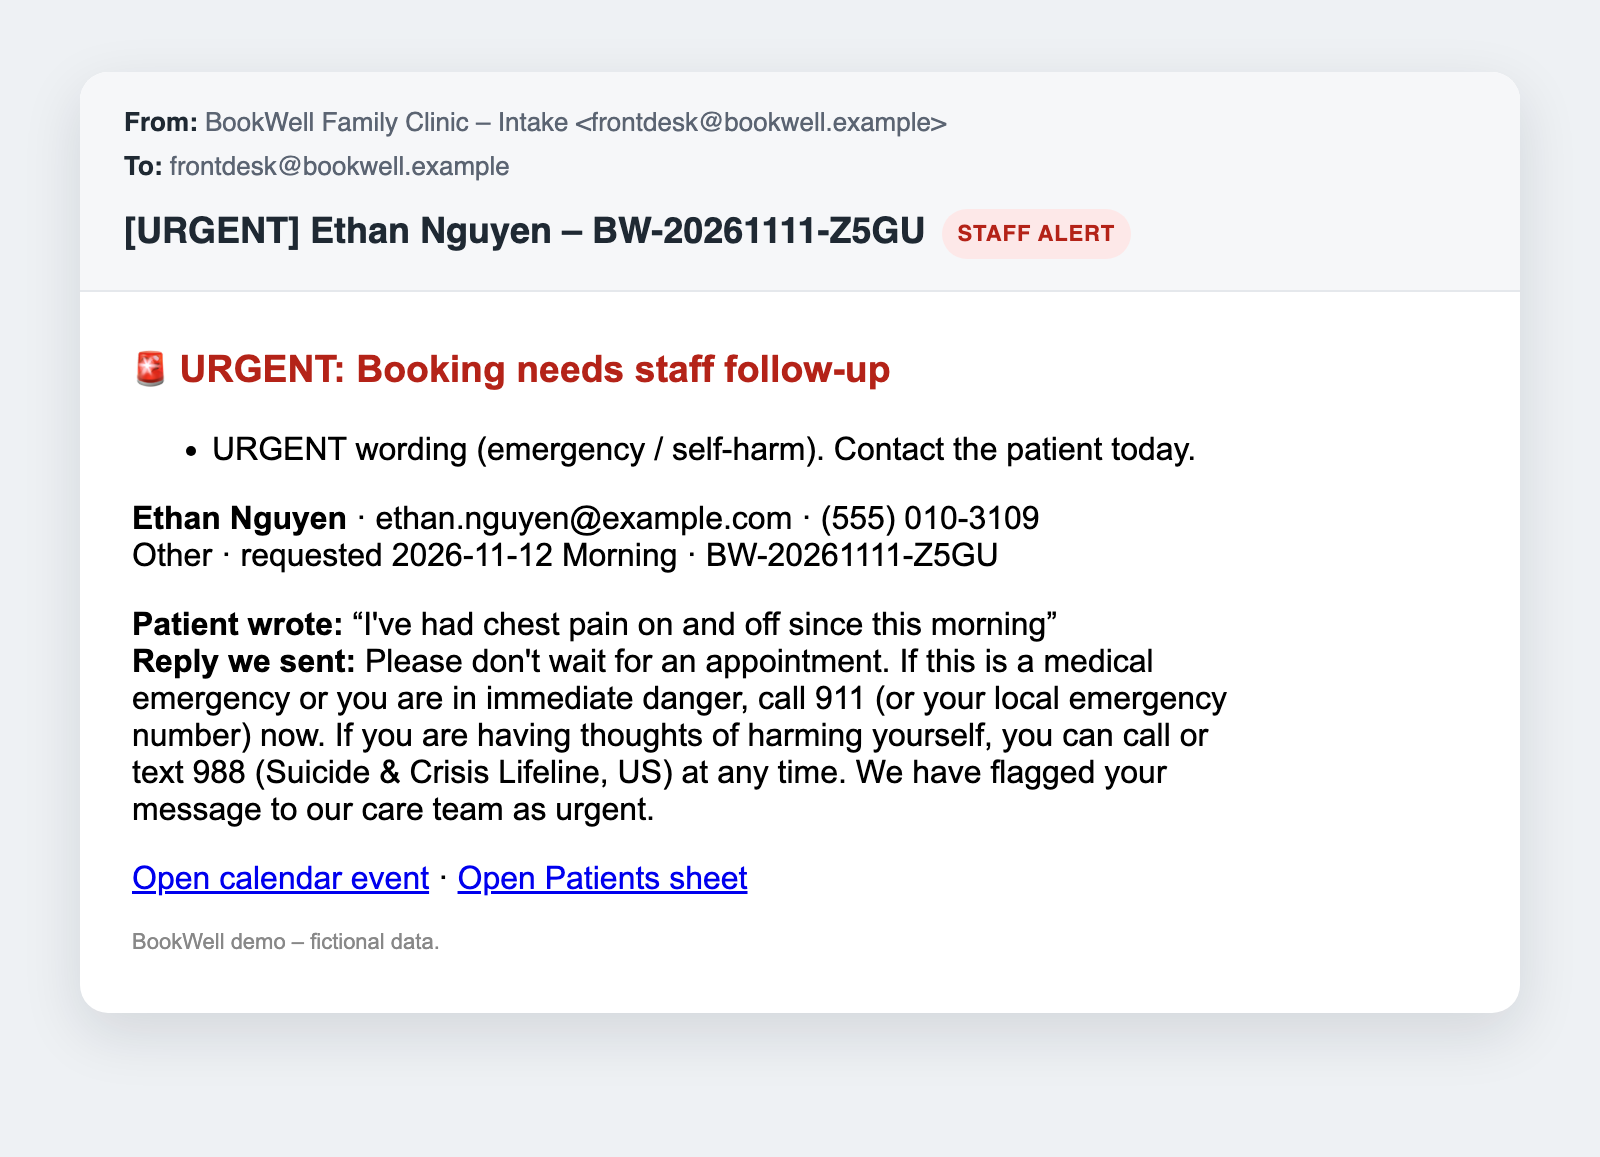 From: BookWell Family Clinic – Intake <frontdesk@bookwell.example>
To: frontdesk@bookwell.example
[URGENT] Ethan Nguyen – BW-20261111-Z5GU STAFF ALERT
🚨 URGENT: Booking needs staff follow-up
• URGENT wording (emergency / self-harm). Contact the patient today.
Ethan Nguyen · ethan.nguyen@example.com · (555) 010-3109
Other · requested 2026-11-12 Morning · BW-20261111-Z5GU
Patient wrote: “I've had chest pain on and off since this morning”
Reply we sent: Please don't wait for an appointment. If this is a medical
emergency or you are in immediate danger, call 911 (or your local emergency
number) now. If you are having thoughts of harming yourself, you can call or
text 988 (Suicide & Crisis Lifeline, US) at any time. We have flagged your
message to our care team as urgent.
Open calendar event · Open Patients sheet
BookWell demo – fictional data.